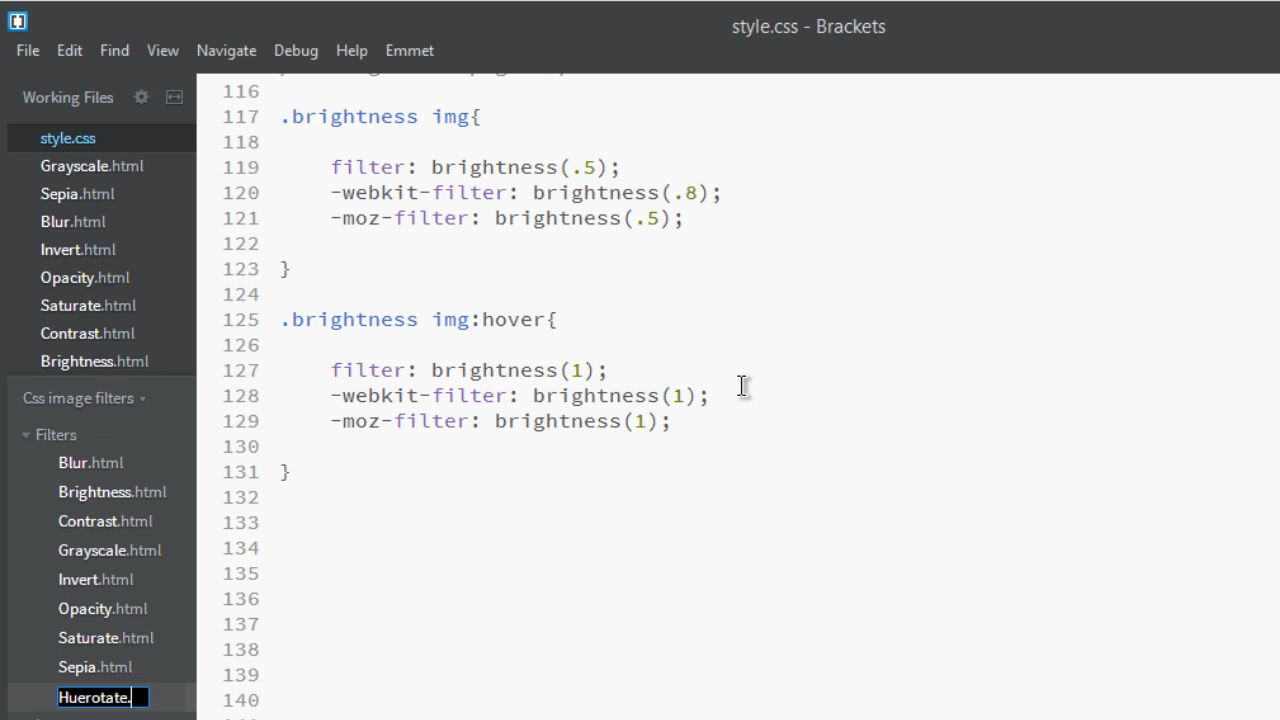 style.css - Brackets
File Edit Find View Navigate Debug Help Emmet
Working Files
style.css
Grayscale.html
Sepia.html
Blur.html
Invert.html
Opacity.html
Saturate.html
Contrast.html
Brightness.html
Css image filters
Filters
Blur.html
Brightness.html
Contrast.html
Grayscale.html
Invert.html
Opacity.html
Saturate.html
Sepia.html
Huerotate.
116
117 .brightness img{
118
119 filter: brightness(.5);
120 -webkit-filter: brightness(.8);
121 -moz-filter: brightness(.5);
122
123 }
124
125 .brightness img:hover{
126
127 filter: brightness(1);
128 -webkit-filter: brightness(1);
129 -moz-filter: brightness(1);
130
131 }
132
133
134
135
136
137
138
139
140